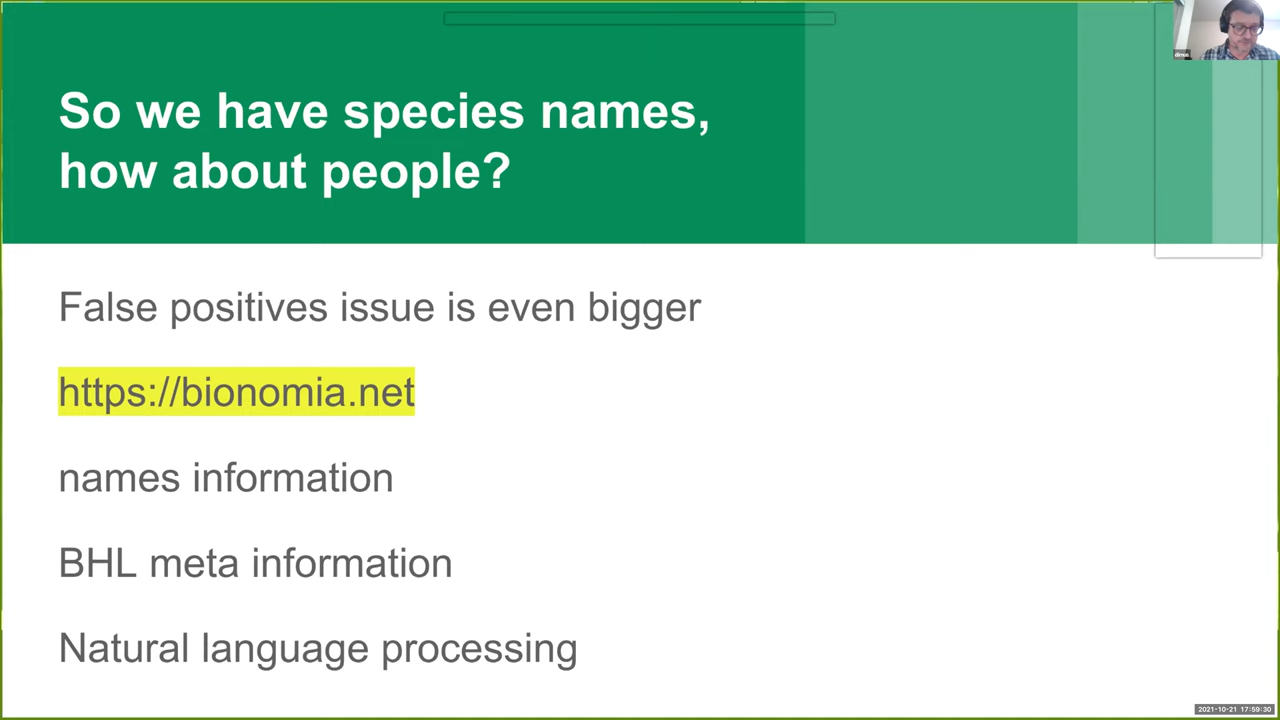 So we have species names,
how about people?
False positives issue is even bigger
https://bionomia.net
names information
BHL meta information
Natural language processing
dimus
2021-10-21 17:59:30